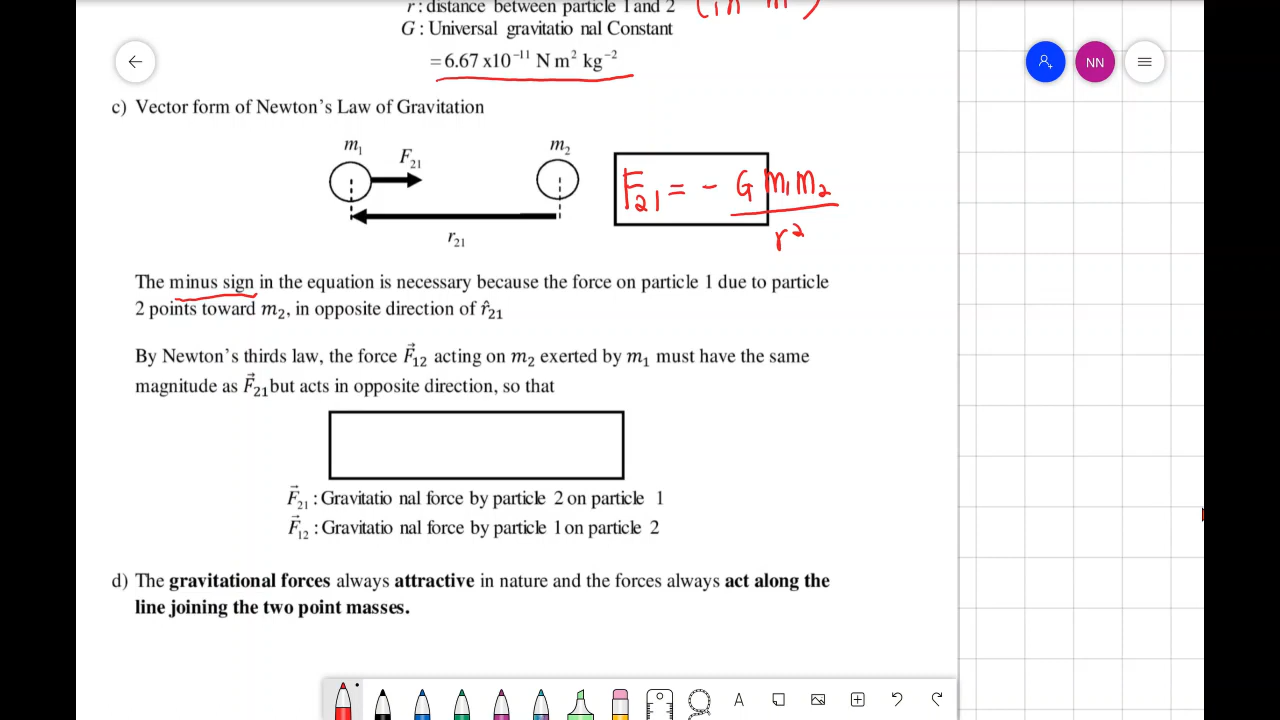 r : distance between particle 1 and 2 (in m)
G : Universal gravitatio nal Constant
= 6.67 x10⁻¹¹ N m² kg⁻²
NN
c) Vector form of Newton's Law of Gravitation
m₁ F₂₁ m₂
r₂₁
F₂₁ = - G m₁ m₂ / r²
The minus sign in the equation is necessary because the force on particle 1 due to particle
2 points toward m₂, in opposite direction of r̂₂₁
By Newton's thirds law, the force F⃗₁₂ acting on m₂ exerted by m₁ must have the same
magnitude as F⃗₂₁ but acts in opposite direction, so that
F⃗₂₁ : Gravitatio nal force by particle 2 on particle 1
F⃗₁₂ : Gravitatio nal force by particle 1 on particle 2
d) The gravitational forces always attractive in nature and the forces always act along the
line joining the two point masses.
A